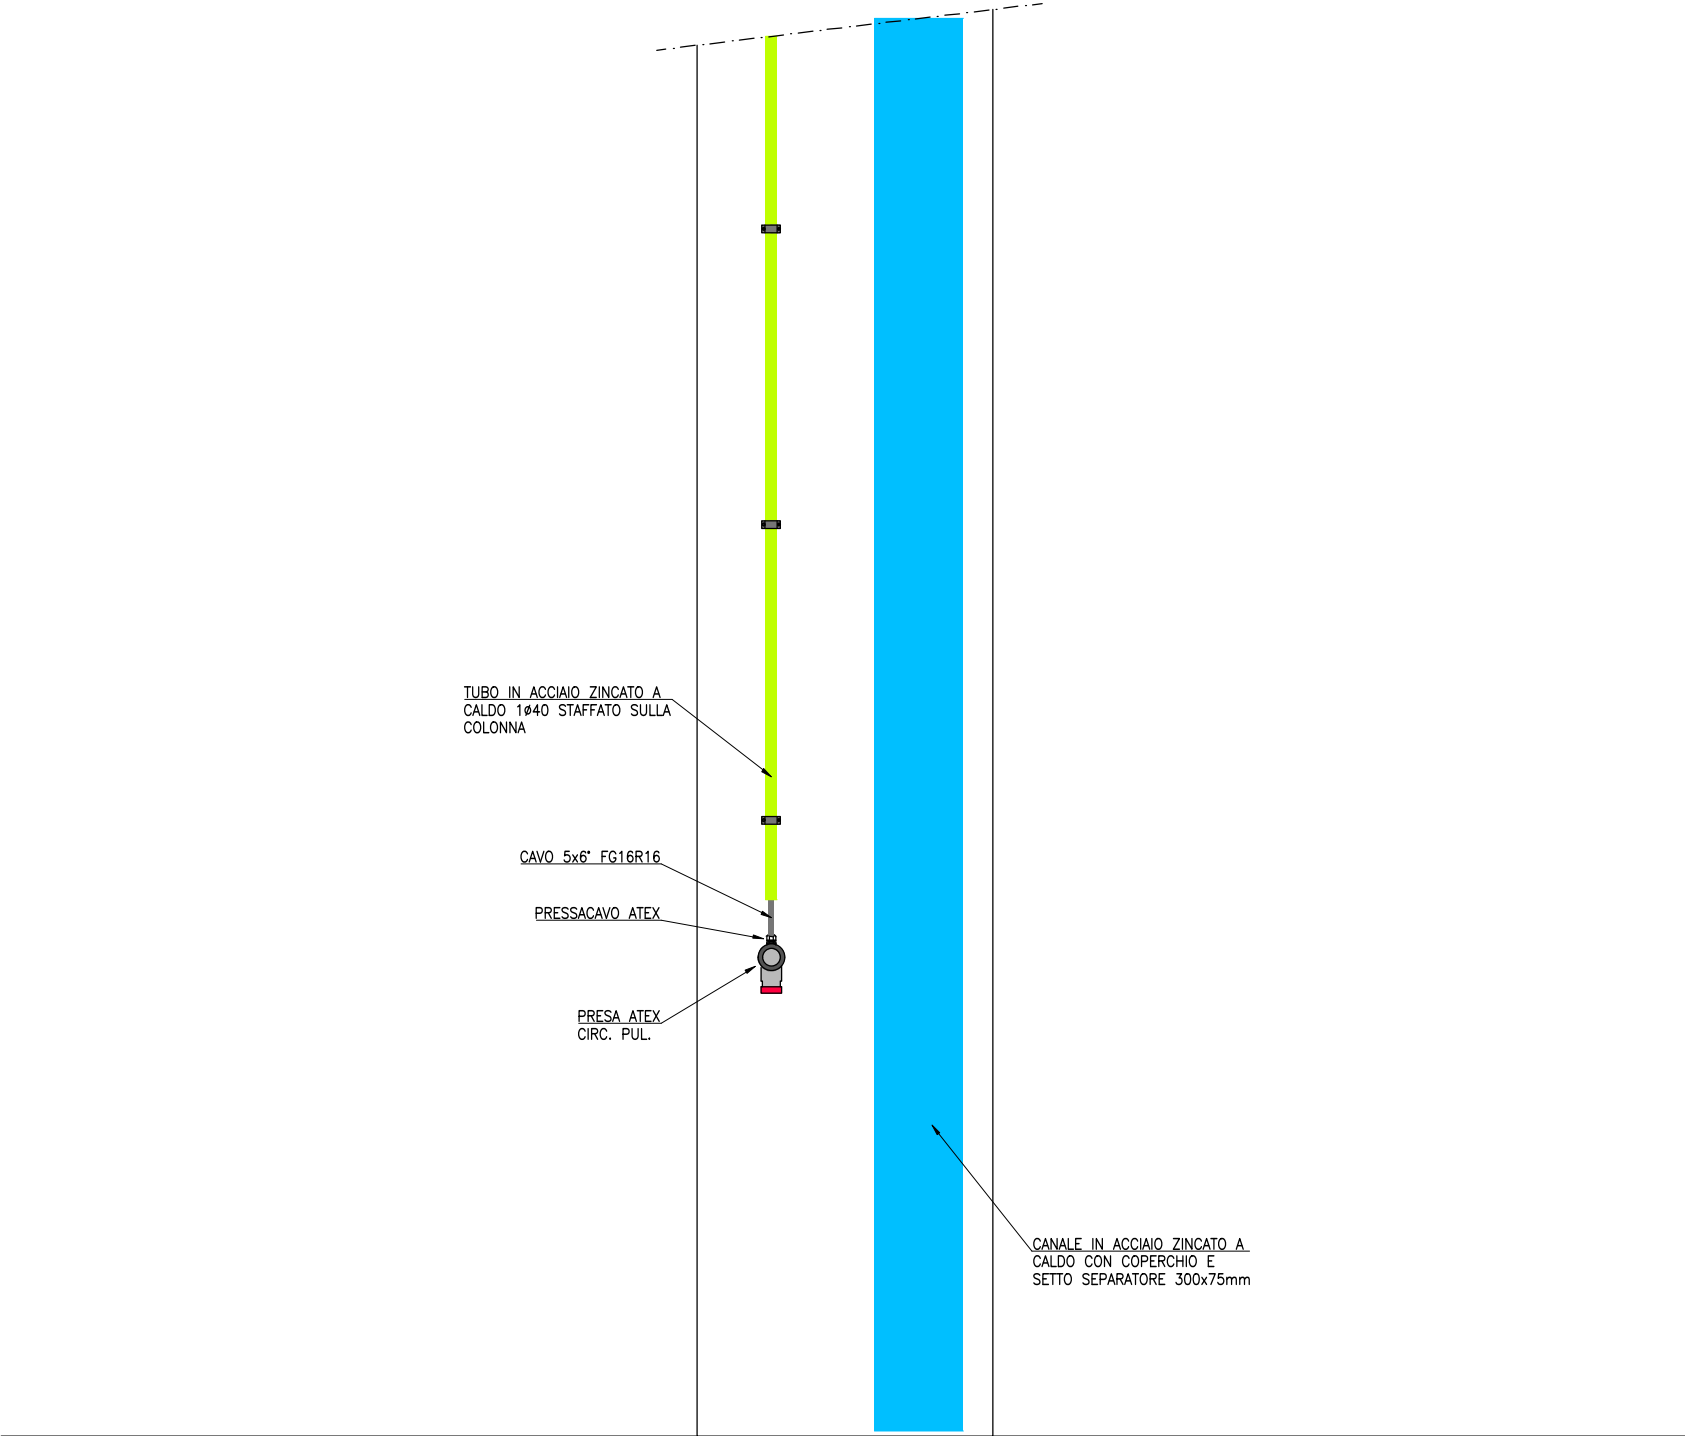 TUBO IN ACCIAIO ZINCATO A
CALDO 1ø40 STAFFATO SULLA
COLONNA
CAVO 5x6° FG16R16
PRESSACAVO ATEX
PRESA ATEX
CIRC. PUL.
CANALE IN ACCIAIO ZINCATO A
CALDO CON COPERCHIO E
SETTO SEPARATORE 300x75mm